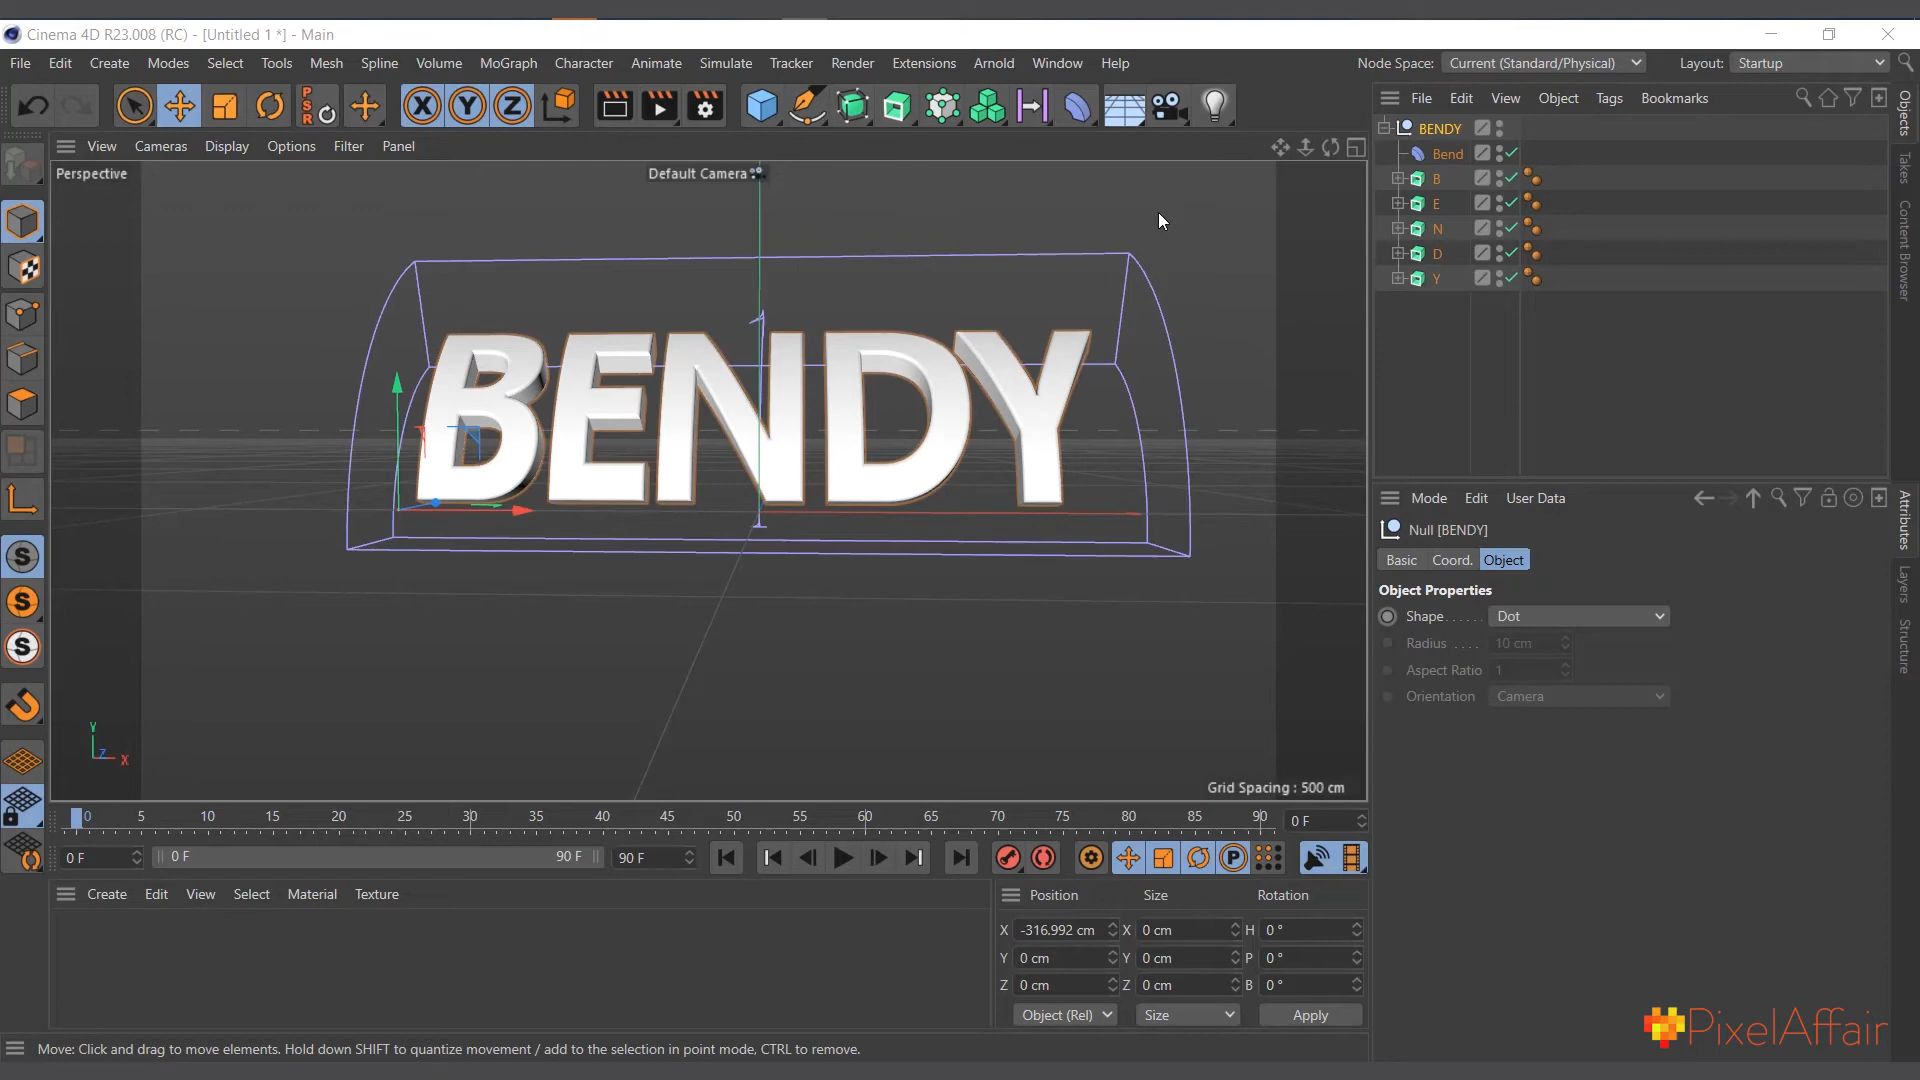 Cinema 4D R23.008 (RC) - [Untitled 1 *] - Main
File Edit Create Modes Select Tools Mesh Spline Volume MoGraph Character Animate Simulate Tracker Render Extensions Arnold Window Help
Node Space: Current (Standard/Physical) Layout: Startup
PSR
X Y Z
File Edit View Object Tags Bookmarks
Objects
Takes
Content Browser
BENDY
Bend
B
E
N
D
Y
View Cameras Display Options Filter Panel
Perspective
Default Camera
BENDY
Y
Z
X
Grid Spacing : 500 cm
S
S
S
Mode Edit User Data
Attributes
Layers
Structure
Null [BENDY]
Basic Coord. Object
Object Properties
Shape . . . . . . Dot
Radius . . . . 10 cm
Aspect Ratio 1
Orientation Camera
0 5 10 15 20 25 30 35 40 45 50 55 60 65 70 75 80 85 90
0 F
0 F 0 F 90 F 90 F
P
Create Edit View Select Material Texture
Position Size Rotation
X -316.992 cm X 0 cm H 0 °
Y 0 cm Y 0 cm P 0 °
Z 0 cm Z 0 cm B 0 °
Object (Rel) Size Apply
PixelAffair
Move: Click and drag to move elements. Hold down SHIFT to quantize movement / add to the selection in point mode, CTRL to remove.